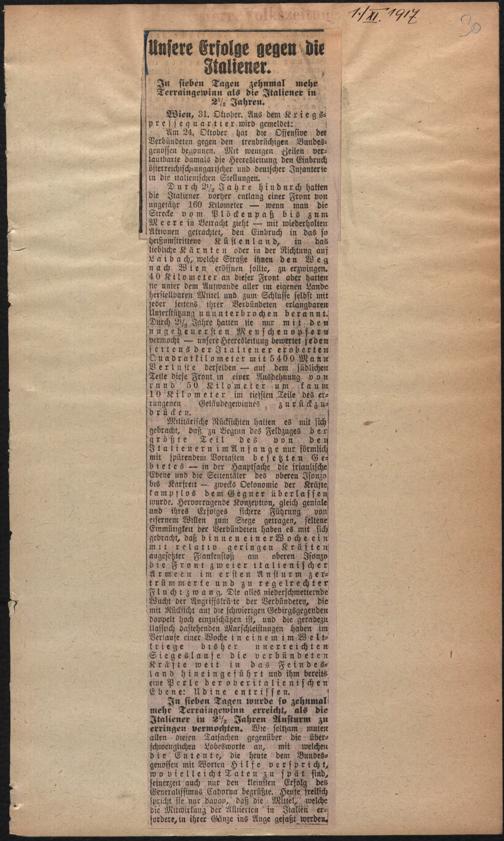 Volkszeitung
1./XI. 1917
30
Unsere Erfolge gegen die
Italiener.
In sieben Tagen zehnmal mehr
Terraingewinn als die Italiener in
2½ Jahren.
Wien, 31. Oktober. Aus dem Kriegs-
pressequartier wird gemeldet:
Am 24. Oktober hat die Offensive der
Verbündeten gegen den treubrüchigen Bundes-
genossen begonnen. Mit wenigen Zeilen ver-
lautbarte damals die Heeresleitung den Einbruch
österreichisch-ungarischer und deutscher Infanterie
in die italienischen Stellungen.
Durch 2½ Jahre hindurch hatten
die Italiener vorher entlang einer Front von
ungefähr 160 Kilometer — wenn man die
Strecke vom Plöckenpaß bis zum
Meere in Betracht zieht — mit wiederholten
Aktionen getrachtet, den Einbruch in das so
heißumstrittene Küstenland, in das
liebliche Kärnten oder in der Richtung auf
Laibach, welche Straße ihnen den Weg
nach Wien eröffnen sollte, zu erzwingen.
40 Kilometer an dieser Front aber hatten
sie unter dem Aufwande aller im eigenen Lande
herstellbaren Mittel und zum Schlusse selbst mit
jeder seitens ihrer Verbündeten erlangbaren
Unterstützung ununterbrochen berannt.
Durch 2½ Jahre hatten sie nur mit den
ungeheuersten Menschenopfern
vermocht — unsere Heeresleitung bewertet jeden
seitens der Italiener eroberten
Quadratkilometer mit 5400 Mann
Verluste derselben — auf dem südlichen
Teile diese Front in einer Ausdehnung von
rund 50 Kilometer um kaum
10 Kilometer im tiefsten Teile des er-
rungenen Geländegewinnes zurückzu-
drücken.
Militärische Rücksichten hatten es mit sich
gebracht, daß zu Beginn des Feldzuges der
größte Teil des von den
Italienern im Anfange nur förmlich
mit spürendem Vortasten besetzten Ge-
bietes — in der Hauptsache die friaulische
Ebene und die Seitentäler des oberen Isonzo
bis Karfreit — zwecks Oekonomie der Kräfte
kampflos dem Gegner überlassen
wurde. Hervorragende Konzeption, gleich geniale
und ihres Erfolges sichere Führung von
eisernem Willen zum Siege getragen, seltene
Einmütigkeit der Verbündeten haben es mit sich
gebracht, daß binnen einer Woche ein
mit relativ geringen Kräften
angesetzter Flankenstoß am oberen Isonzo
die Front zweier italienischer
Armeen im ersten Ansturm zer-
trümmerte und zu regelrechter
Flucht zwang. Die alles niederschmetternde
Wucht der Angriffskräfte der Verbündeten, die
mit Rücksicht auf die schwierigen Gebirgsgegenden
doppelt hoch einzuschätzen ist, und die geradezu
klassisch dastehenden Marschleistungen haben im
Verlaufe einer Woche in einem im Welt-
kriege bisher unerreichten
Siegeslaufe die verbündeten
Kräfte weit in das Feindes-
land hineingeführt und ihm bereits
eine Perle der oberitalienischen
Ebene: Udine entrissen.
In sieben Tagen wurde so zehnmal
mehr Terraingewinn erreicht, als die
Italiener in 2½ Jahren Ansturm zu
erringen vermochten. Wie seltsam muten
allen diesen Tatsachen gegenüber die über-
schwenglichen Lobesworte an, mit welchen
die Entente, die heute dem Bundes-
genossen mit Worten Hilfe verspricht,
wo vielleicht Taten zu spät sind,
seinerzeit auch nur den kleinsten Erfolg des
Generalissimus Cadorna begrüßte. Heute freilich
spricht sie nur davon, daß die Mittel, welche
die Mitwirkung der Alliierten in Italien er-
fordere, in ihrer Gänze ins Auge gefaßt werden.